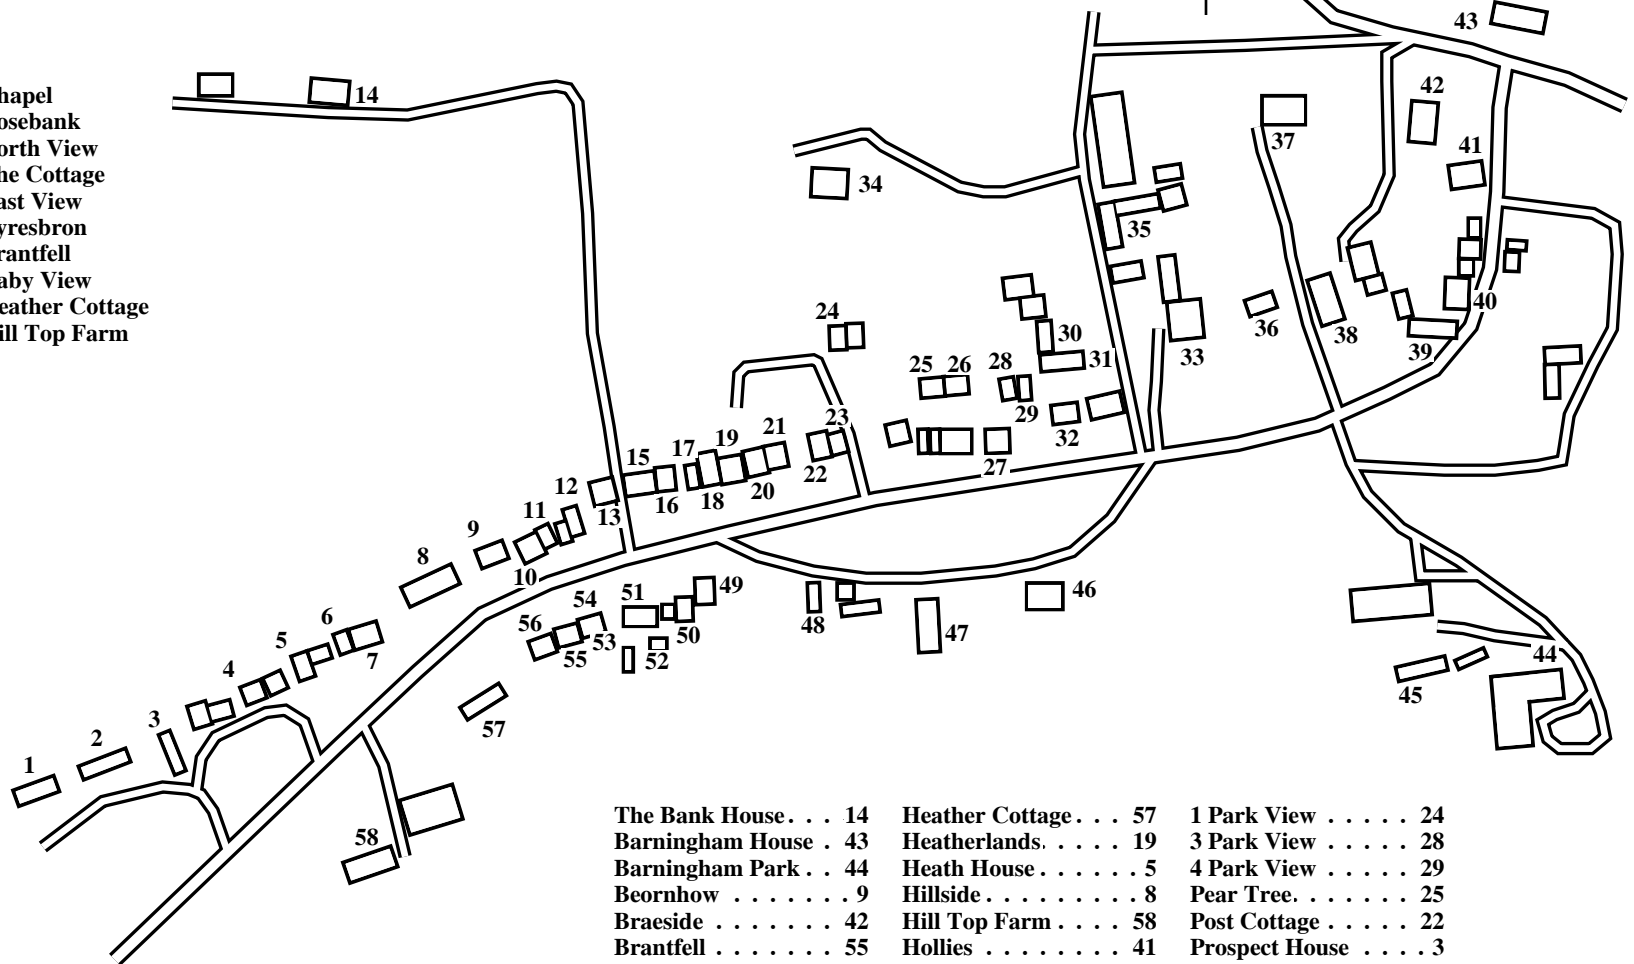 hapel
osebank
orth View
he Cottage
ast View
yresbron
rantfell
aby View
eather Cottage
ill Top Farm
43
14
42
37
41
34
35
40
24
30
36
38
33
39
31
25 26 28
29
32
23
21
19
17
15
27
22
20
18
16
12
13
11
9
10
8
49
51
54
46
56
50
48
53
47
55
52
6
5
7
4
44
45
57
3
2
1
58
The Bank House . . . 14
Barningham House . 43
Barningham Park . . 44
Beornhow . . . . . . . 9
Braeside . . . . . . . 42
Brantfell . . . . . . . 55
Heather Cottage . . . 57
Heatherlands. . . . . 19
Heath House . . . . . . 5
Hillside . . . . . . . . . 8
Hill Top Farm . . . . 58
Hollies . . . . . . . . 41
1 Park View . . . . . 24
3 Park View . . . . . 28
4 Park View . . . . . 29
Pear Tree. . . . . . . 25
Post Cottage . . . . . 22
Prospect House . . . . 3